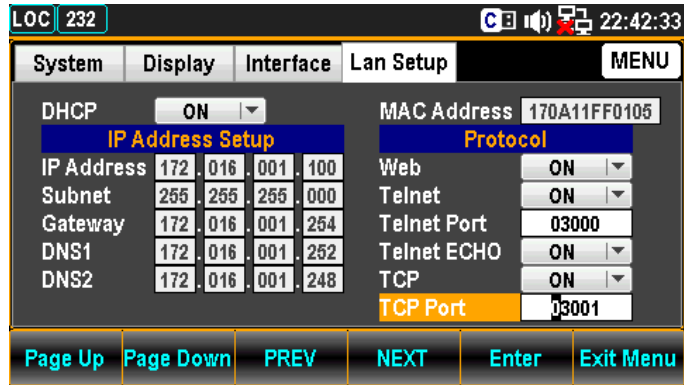 LOC 232 C 22:42:33
System Display Interface Lan Setup MENU
DHCP ON MAC Address 170A11FF0105
IP Address Setup Protocol
IP Address 172 . 016 . 001 . 100 Web ON
Subnet 255 . 255 . 255 . 000 Telnet ON
Gateway 172 . 016 . 001 . 254 Telnet Port 03000
DNS1 172 . 016 . 001 . 252 Telnet ECHO ON
DNS2 172 . 016 . 001 . 248 TCP ON
TCP Port 03001
Page Up Page Down PREV NEXT Enter Exit Menu